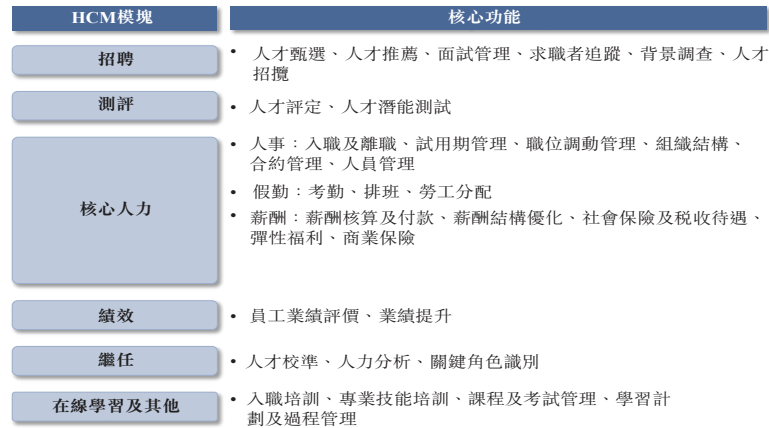 HCM模塊 核心功能
招聘
• 人才甄選、人才推薦、面試管理、求職者追蹤、背景調查、人才
招攬
測評
• 人才評定、人才潛能測試
核心人力
• 人事：入職及離職、試用期管理、職位調動管理、組織結構、
合約管理、人員管理
• 假勤：考勤、排班、勞工分配
• 薪酬：薪酬核算及付款、薪酬結構優化、社會保險及税收待遇、
彈性福利、商業保險
績效
• 員工業績評價、業績提升
繼任
• 人才校準、人力分析、關鍵角色識別
在線學習及其他
• 入職培訓、專業技能培訓、課程及考試管理、學習計
劃及過程管理